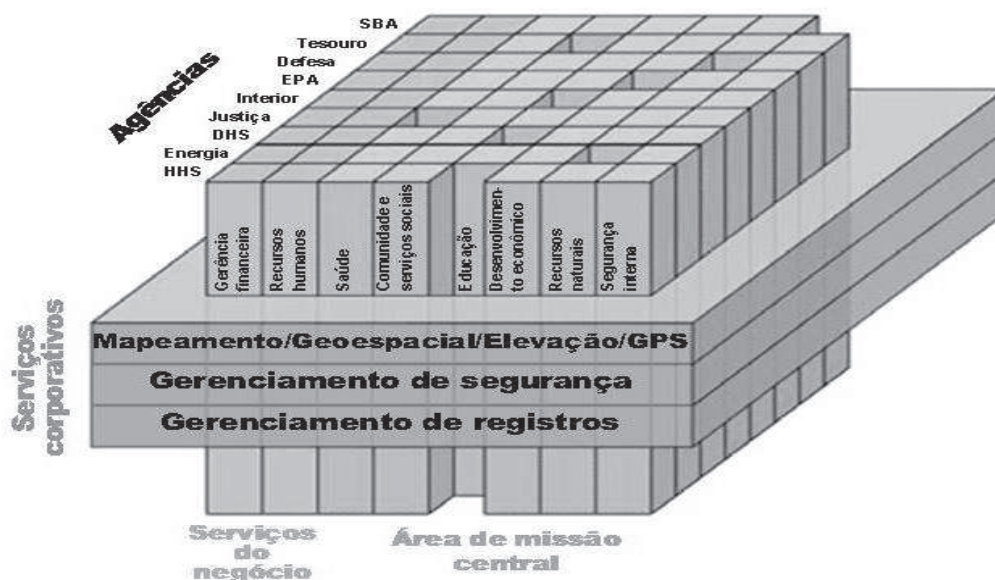 SBA
Tesouro
Defesa
EPA
Interior
Justiça
DHS
Energia
HHS
Agências
Gerência
financeira
Recursos
humanos
Saúde
Comunidade e
serviços sociais
Educação
Desenvolvimen-
to econômico
Recursos
naturais
Segurança
interna
Serviços
corporativos
Mapeamento/Geoespacial/Elevação/GPS
Gerenciamento de segurança
Gerenciamento de registros
Serviços
do
negócio
Área de missão
central